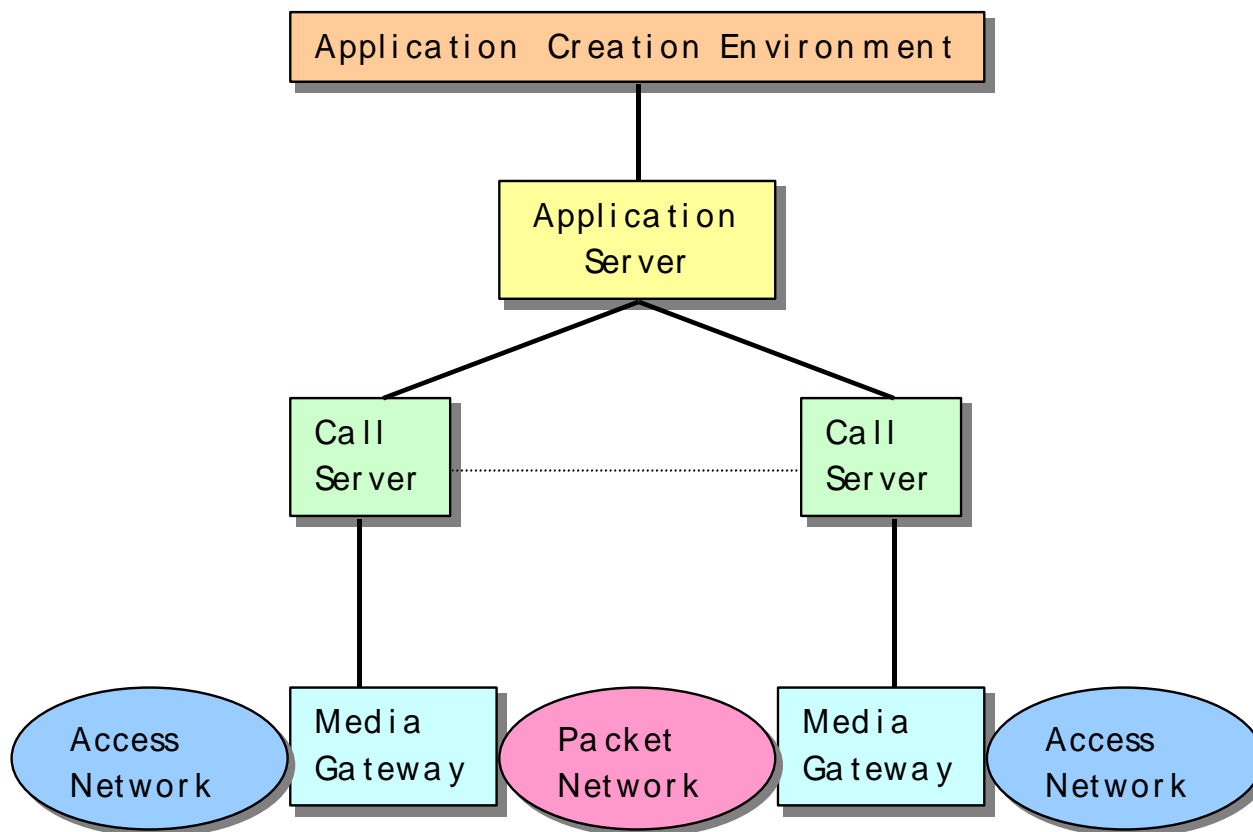 Application Creation Environment
Application
Server
Call
Server
Call
Server
Access
Network
Media
Gateway
Packet
Network
Media
Gateway
Access
Network